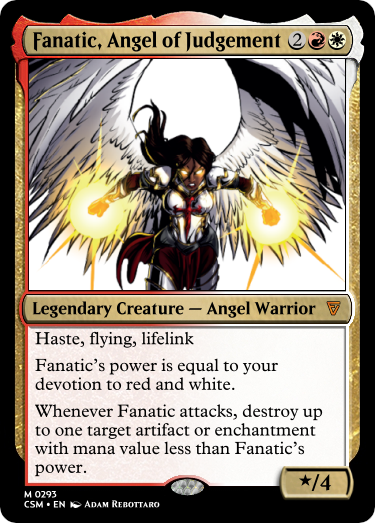 Fanatic, Angel of Judgement 2
Legendary Creature — Angel Warrior
Haste, flying, lifelink
Fanatic's power is equal to your
devotion to red and white.
Whenever Fanatic attacks, destroy up
to one target artifact or enchantment
with mana value less than Fanatic's
power.
★/4
M 0293
CSM • EN Adam Rebottaro